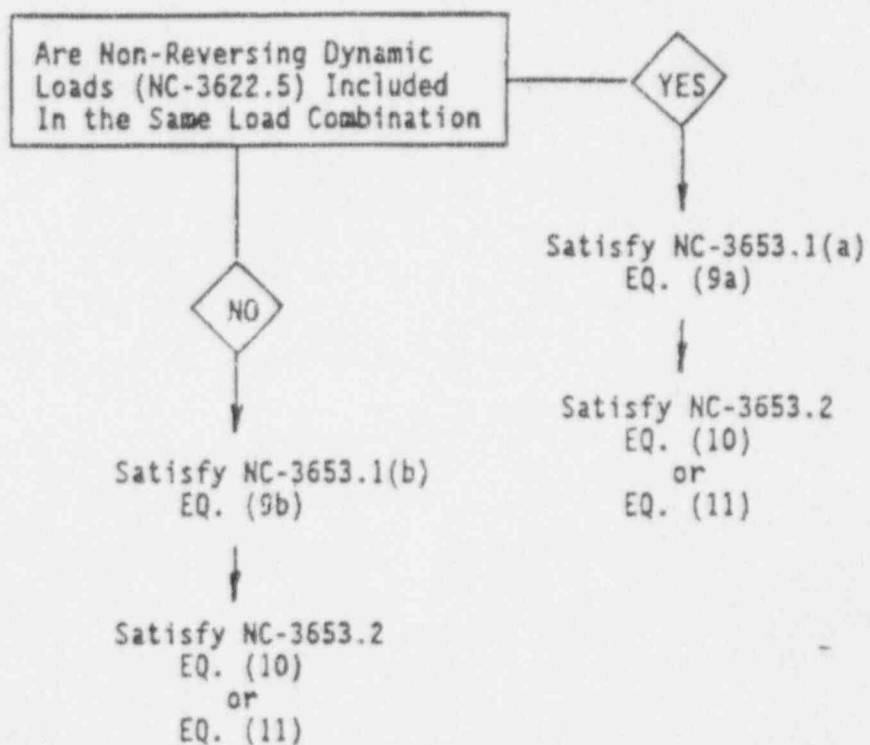 Are Non-Reversing Dynamic
Loads (NC-3622.5) Included
In the Same Load Combination
YES
Satisfy NC-3653.1(a)
EQ. (9a)
Satisfy NC-3653.2
EQ. (10)
or
EQ. (11)
NO
Satisfy NC-3653.1(b)
EQ. (9b)
Satisfy NC-3653.2
EQ. (10)
or
EQ. (11)